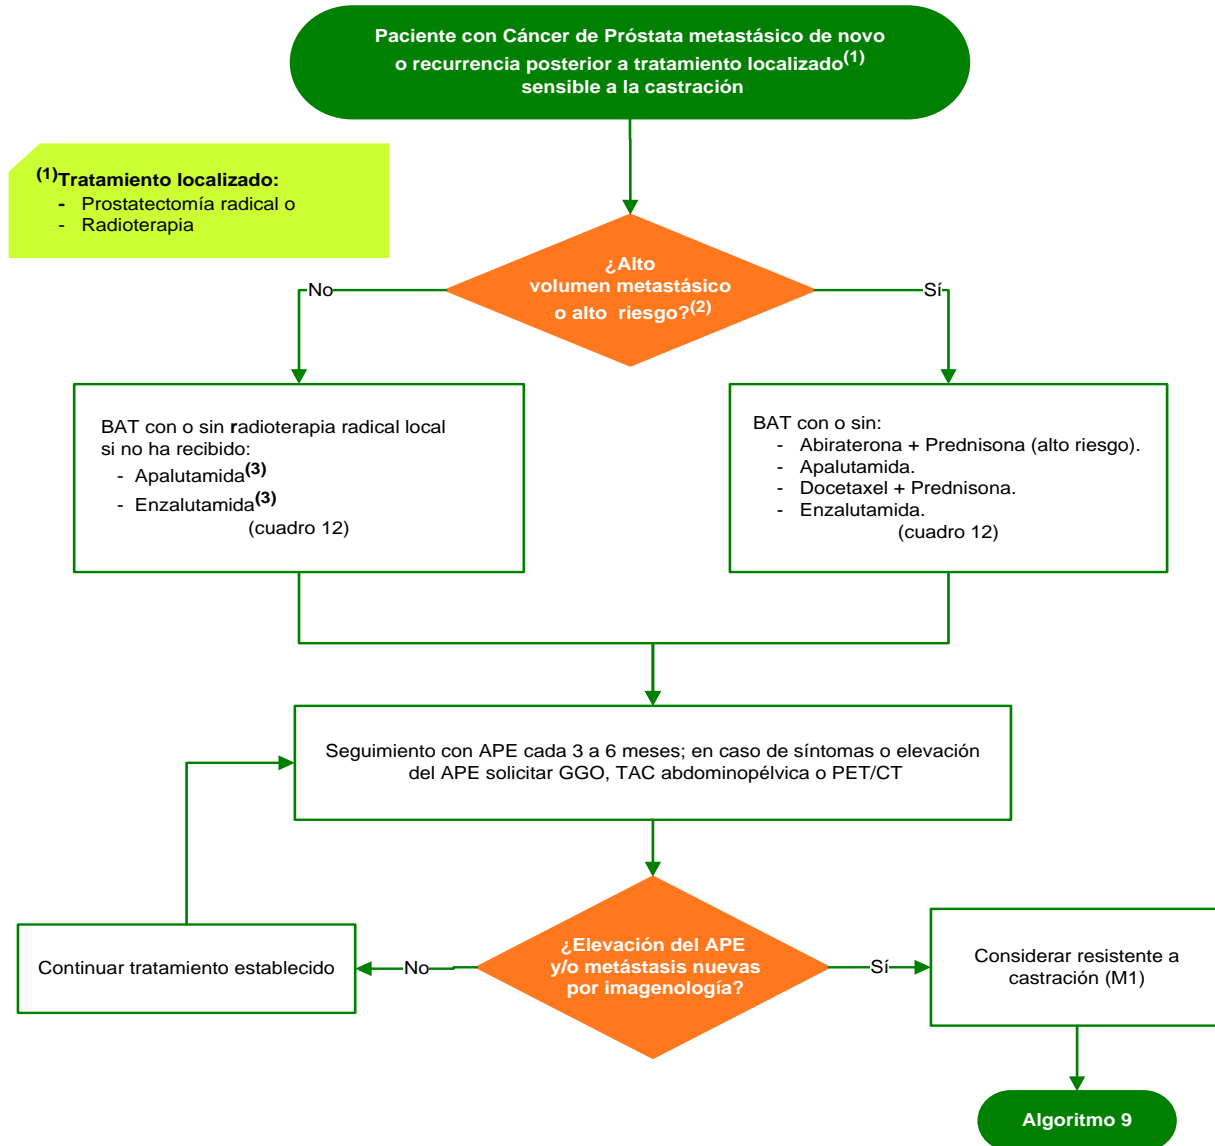 Paciente con Cáncer de Próstata metastásico de novo
o recurrencia posterior a tratamiento localizado(1)
sensible a la castración
(1)Tratamiento localizado:
- Prostatectomía radical o
- Radioterapia
¿Alto
volumen metastásico
o alto riesgo?(2)
No
Sí
BAT con o sin radioterapia radical local
si no ha recibido:
- Apalutamida(3)
- Enzalutamida(3)
(cuadro 12)
BAT con o sin:
- Abiraterona + Prednisona (alto riesgo).
- Apalutamida.
- Docetaxel + Prednisona.
- Enzalutamida.
(cuadro 12)
Seguimiento con APE cada 3 a 6 meses; en caso de síntomas o elevación
del APE solicitar GGO, TAC abdominopélvica o PET/CT
¿Elevación del APE
y/o metástasis nuevas
por imagenología?
No
Sí
Continuar tratamiento establecido
Considerar resistente a
castración (M1)
Algoritmo 9